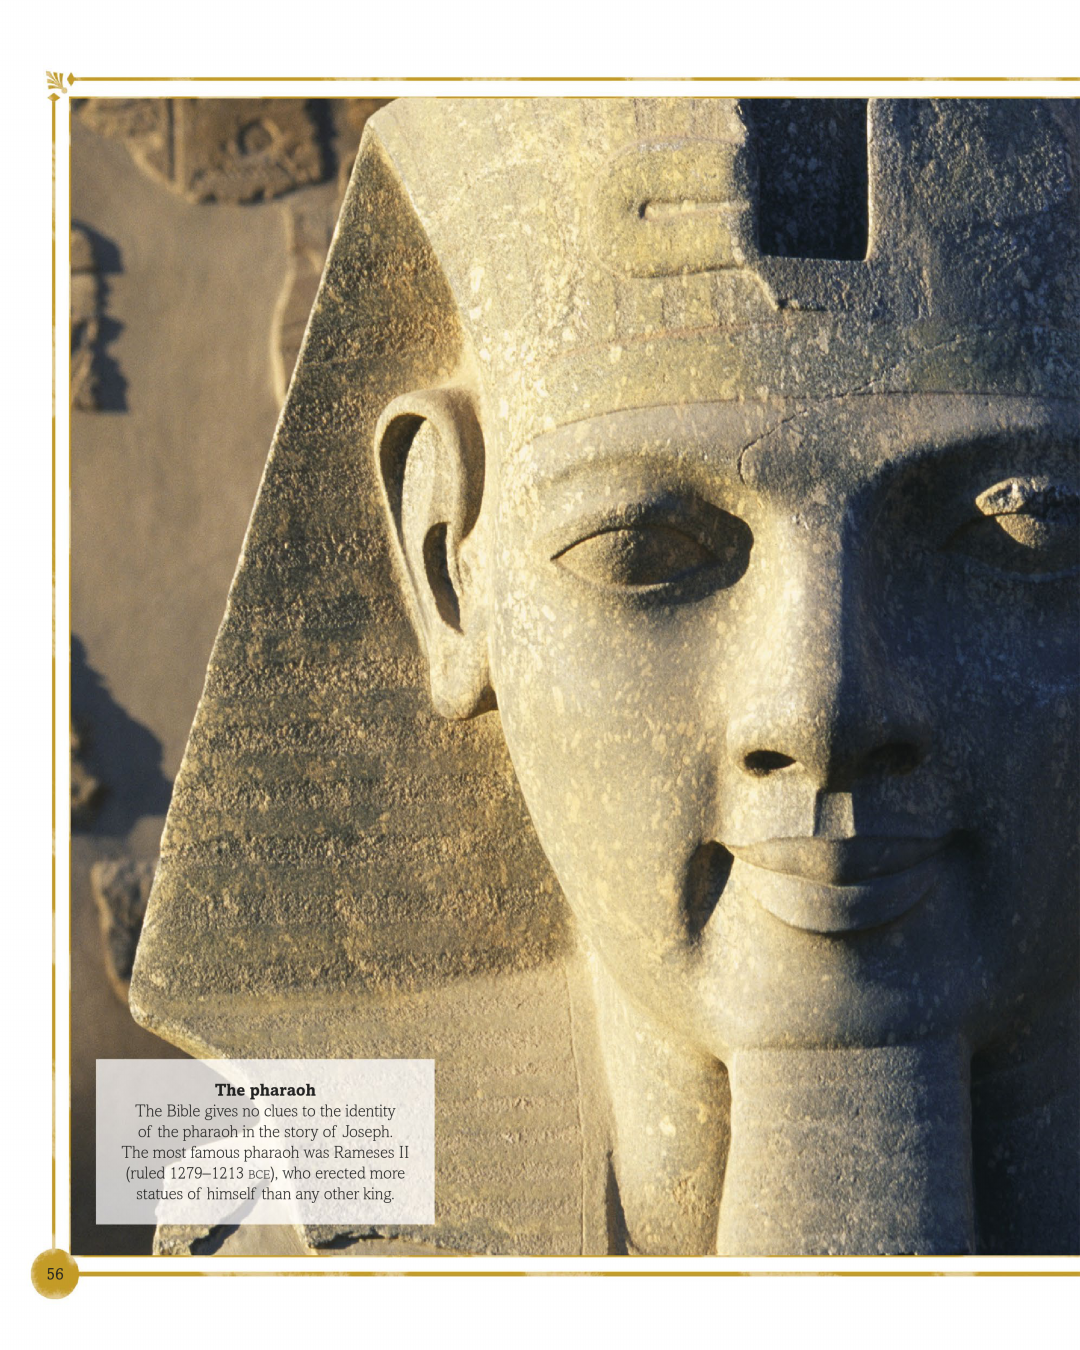 The pharaoh
The Bible gives no clues to the identity
of the pharaoh in the story of Joseph.
The most famous pharaoh was Rameses II
(ruled 1279–1213 BCE), who erected more
statues of himself than any other king.
56